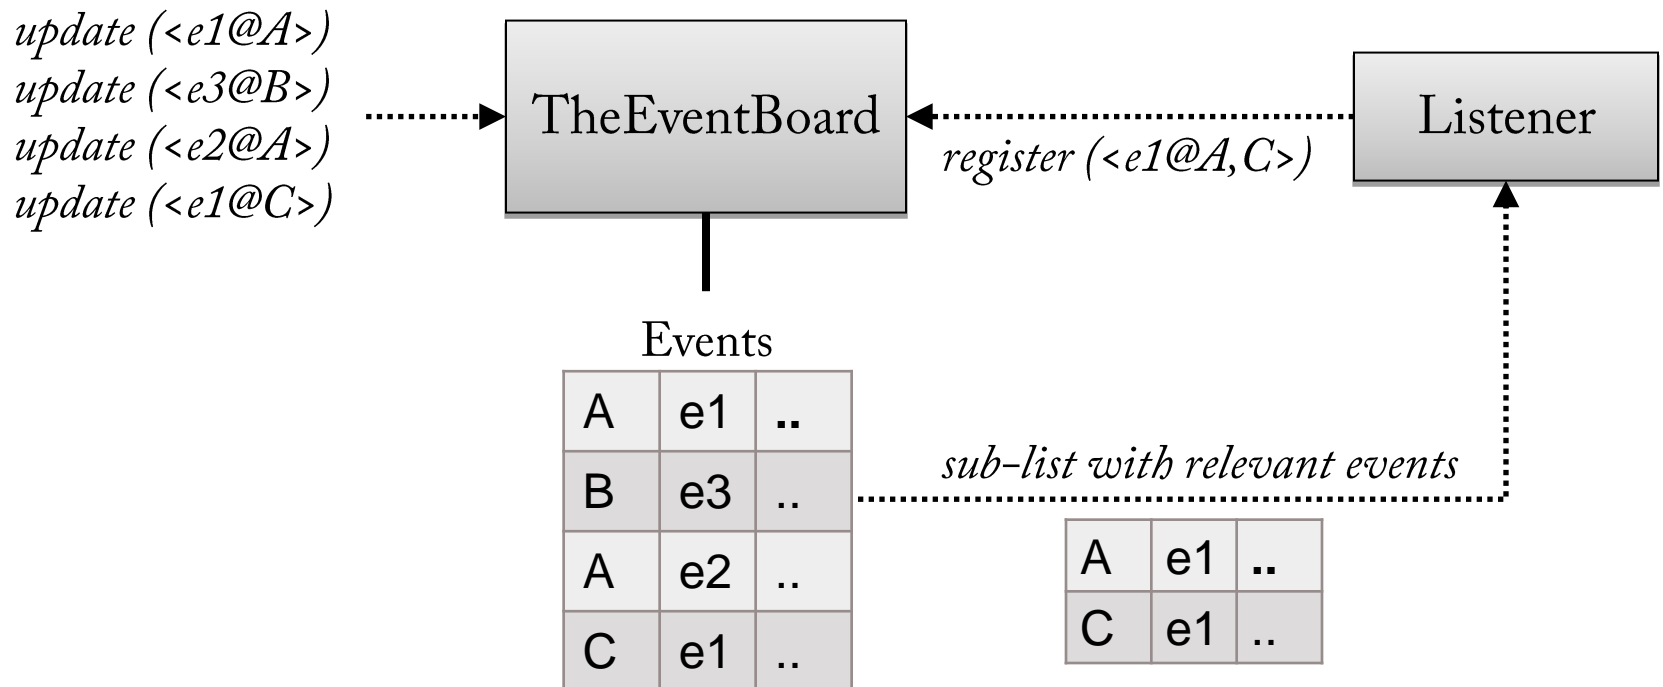 update (<e1@A>)
update (<e3@B>)
update (<e2@A>)
update (<e1@C>)
TheEventBoard
register (<e1@A,C>)
Listener
Events
A e1 ..
B e3 ..
A e2 ..
C e1 ..
sub-list with relevant events
A e1 ..
C e1 ..